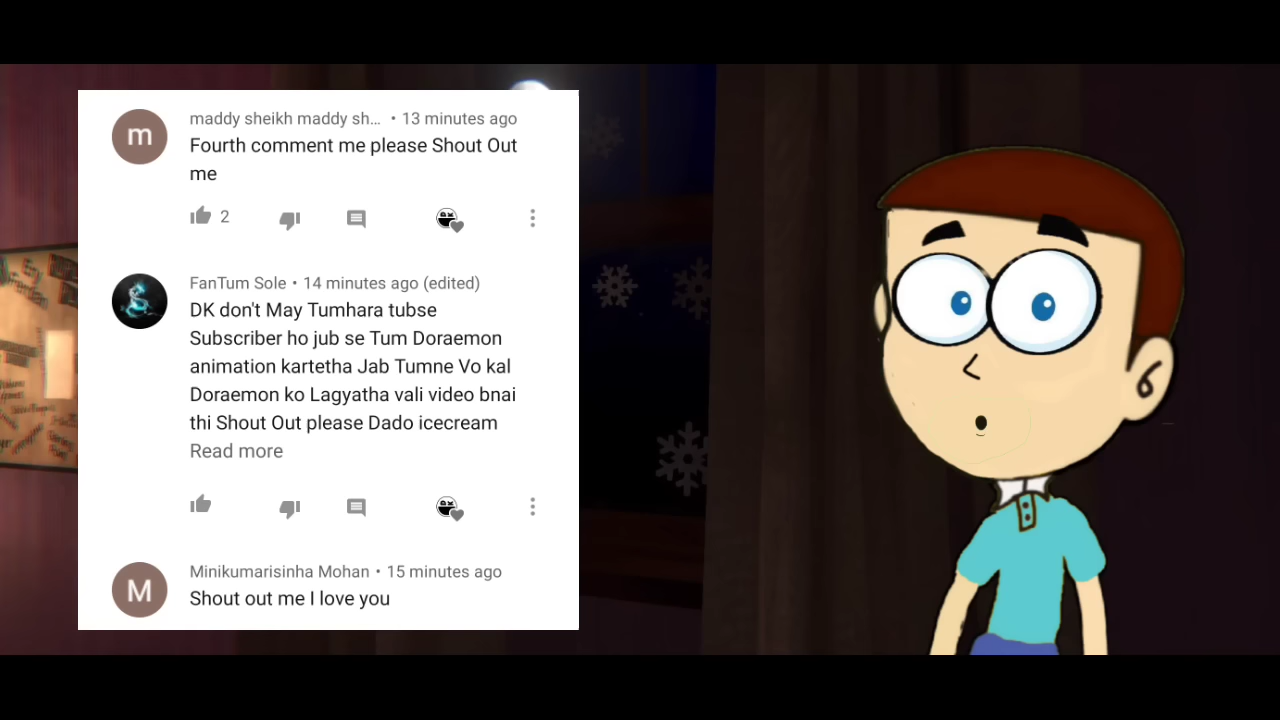 maddy sheikh maddy sh... • 13 minutes ago
Fourth comment me please Shout Out
me
2
FanTum Sole • 14 minutes ago (edited)
DK don't May Tumhara tubse
Subscriber ho jub se Tum Doraemon
animation kartetha Jab Tumne Vo kal
Doraemon ko Lagyatha vali video bnai
thi Shout Out please Dado icecream
Read more
Minikumarisinha Mohan • 15 minutes ago
Shout out me I love you
m
M